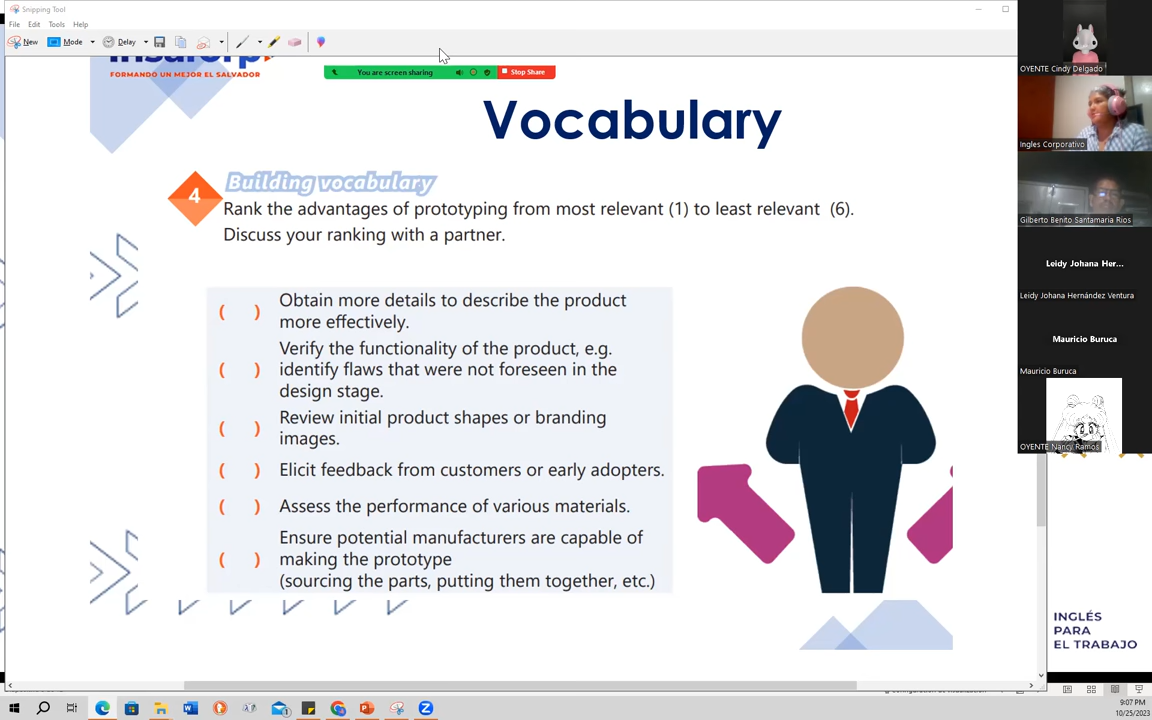 Snipping Tool
File Edit Tools Help
New Mode Delay
FORMANDO UN MEJOR EL SALVADOR
You are screen sharing Stop Share
Vocabulary
4
Building vocabulary
Rank the advantages of prototyping from most relevant (1) to least relevant (6).
Discuss your ranking with a partner.
( ) Obtain more details to describe the product
more effectively.
( ) Verify the functionality of the product, e.g.
identify flaws that were not foreseen in the
design stage.
( ) Review initial product shapes or branding
images.
( ) Elicit feedback from customers or early adopters.
( ) Assess the performance of various materials.
( ) Ensure potential manufacturers are capable of
making the prototype
(sourcing the parts, putting them together, etc.)
OYENTE Cindy Delgado
Ingles Corporativo
Gilberto Benito Santamaria Rios
Leidy Johana Her...
Leidy Johana Hernández Ventura
Mauricio Buruca
Mauricio Buruca
OYENTE Nancy Ramos
INGLÉS
PARA
EL TRABAJO
9:07 PM
10/25/2023